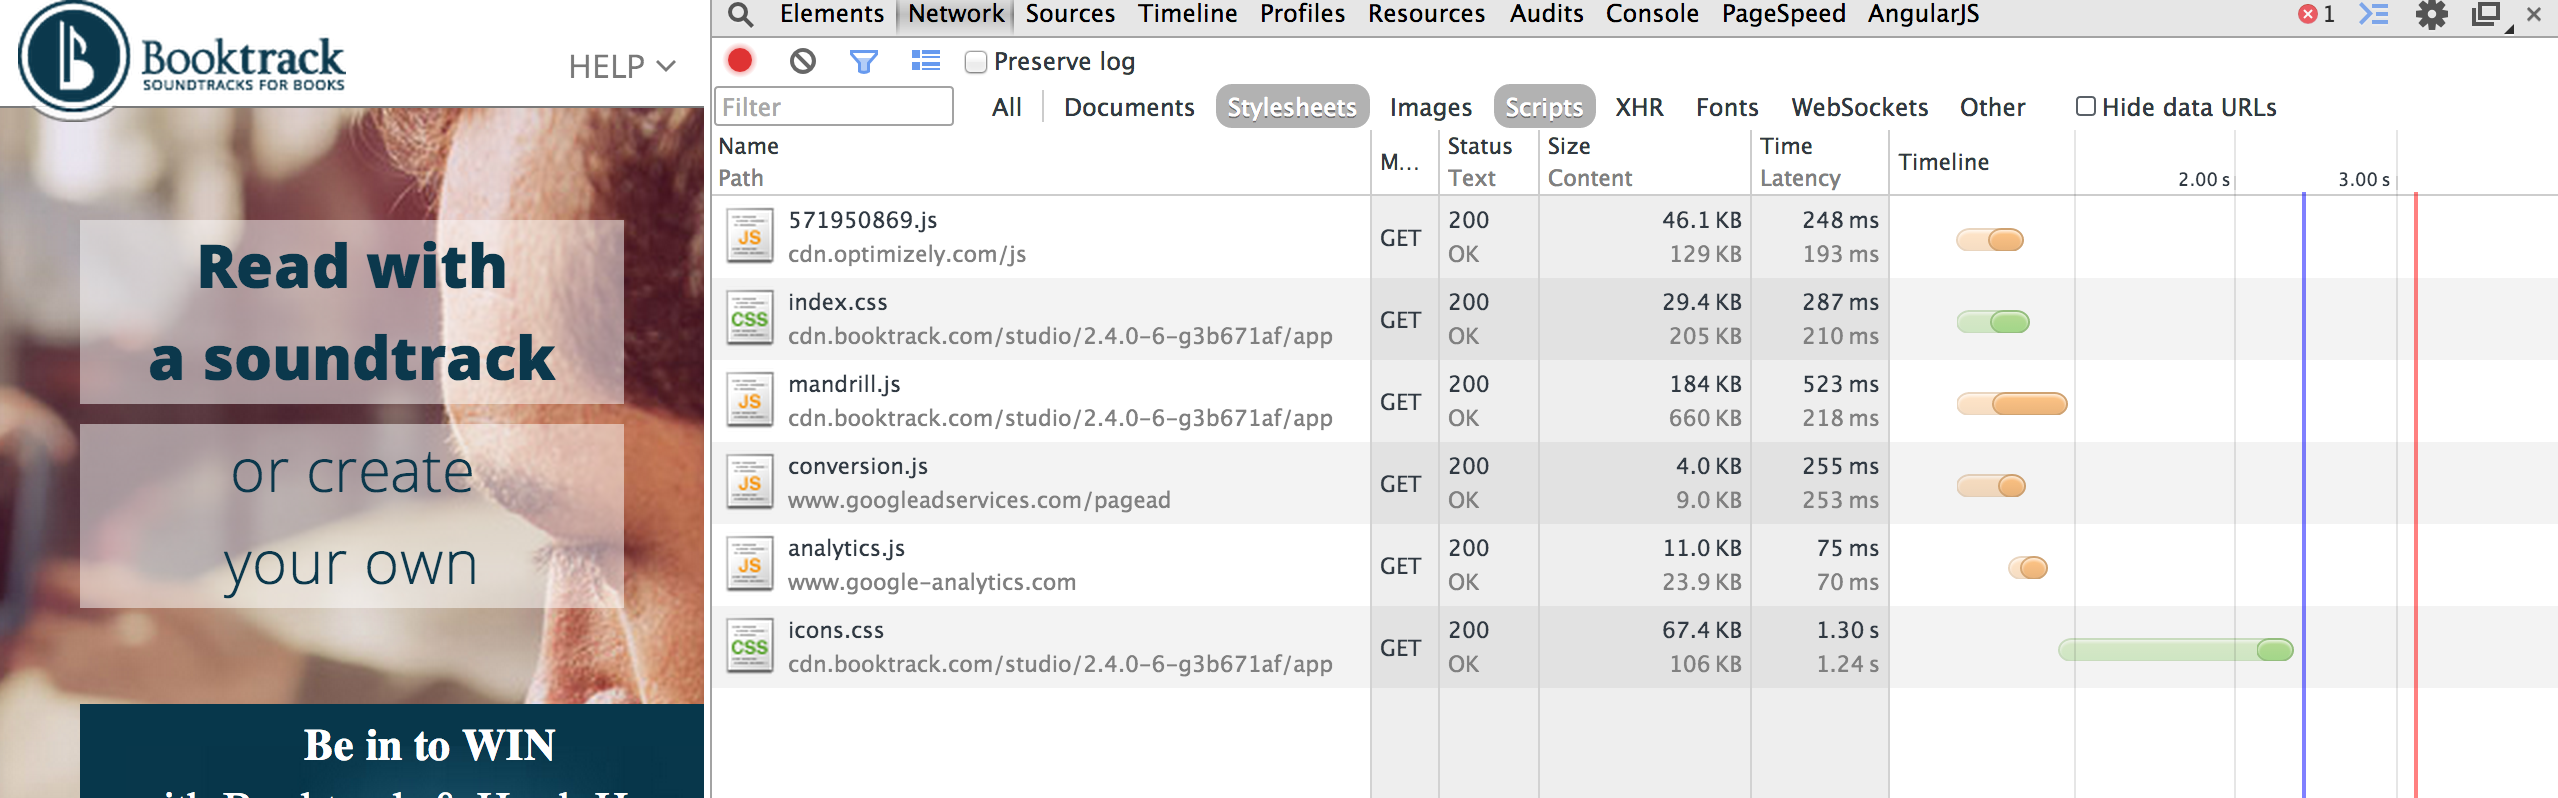 Booktrack
SOUNDTRACKS FOR BOOKS
HELP
Read with
a soundtrack
or create
your own
Be in to WIN
Elements Network Sources Timeline Profiles Resources Audits Console PageSpeed AngularJS 1
Preserve log
Filter All Documents Stylesheets Images Scripts XHR Fonts WebSockets Other Hide data URLs
Name Path M... Status Text Size Content Time Latency Timeline 2.00 s 3.00 s
JS 571950869.js GET 200 46.1 KB 248 ms
cdn.optimizely.com/js OK 129 KB 193 ms
CSS index.css GET 200 29.4 KB 287 ms
cdn.booktrack.com/studio/2.4.0-6-g3b671af/app OK 205 KB 210 ms
JS mandrill.js GET 200 184 KB 523 ms
cdn.booktrack.com/studio/2.4.0-6-g3b671af/app OK 660 KB 218 ms
JS conversion.js GET 200 4.0 KB 255 ms
www.googleadservices.com/pagead OK 9.0 KB 253 ms
JS analytics.js GET 200 11.0 KB 75 ms
www.google-analytics.com OK 23.9 KB 70 ms
CSS icons.css GET 200 67.4 KB 1.30 s
cdn.booktrack.com/studio/2.4.0-6-g3b671af/app OK 106 KB 1.24 s